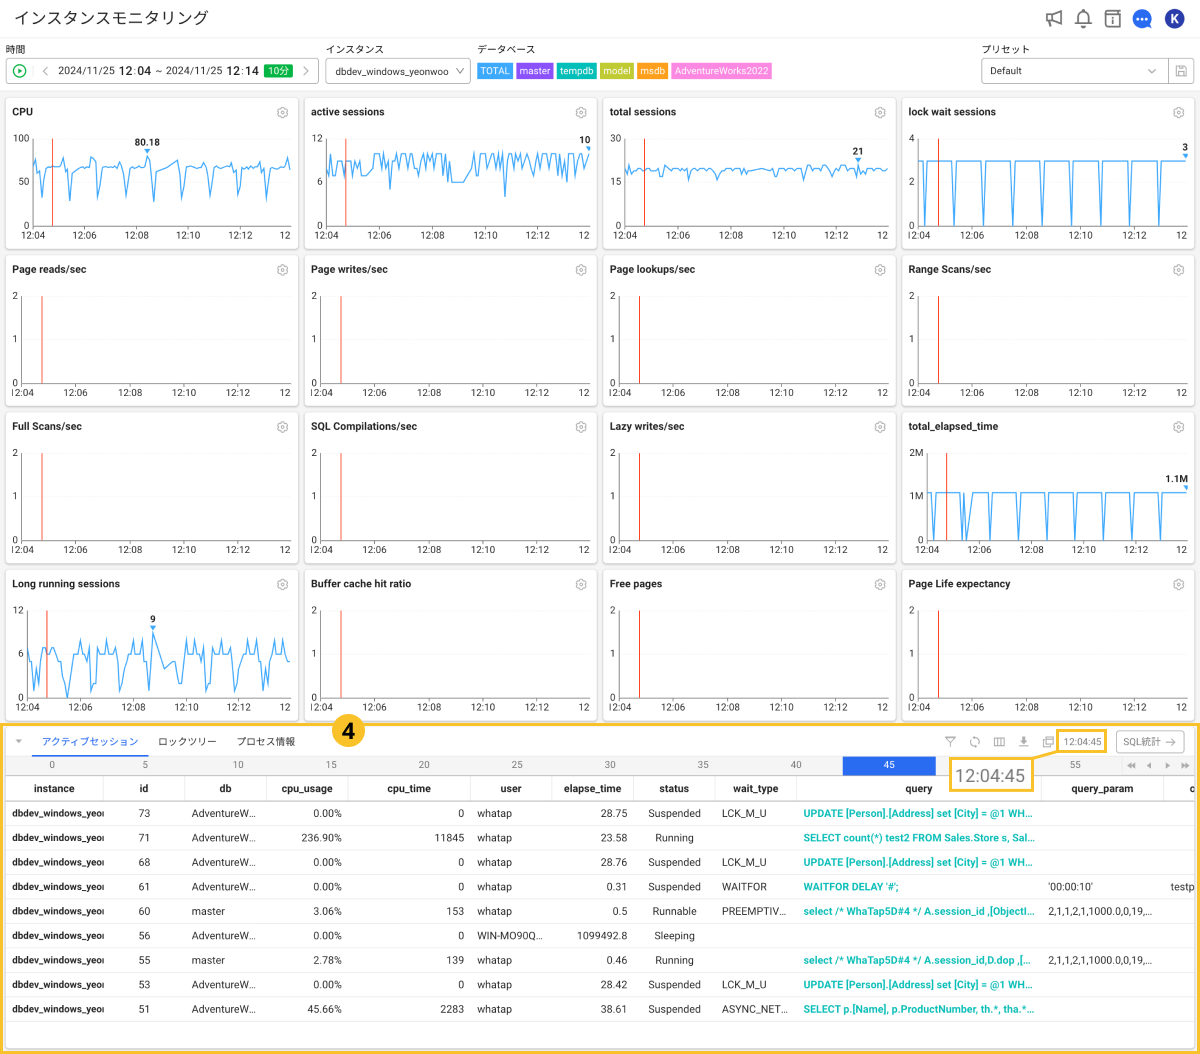 インスタンスモニタリング
K
時間 インスタンス データベース プリセット
2024/11/25 12:04 ~ 2024/11/25 12:14 10分 dbdev_windows_yeonwoo TOTAL master tempdb model msdb AdventureWorks2022 Default
CPU
100
50
0
80.18
12:04 12:06 12:08 12:10 12:12 12
active sessions
12
6
0
10
12:04 12:06 12:08 12:10 12:12 12
total sessions
30
15
0
21
12:04 12:06 12:08 12:10 12:12 12
lock wait sessions
4
2
0
3
12:04 12:06 12:08 12:10 12:12 12
Page reads/sec
2
1
0
12:04 12:06 12:08 12:10 12:12 12
Page writes/sec
2
1
0
12:04 12:06 12:08 12:10 12:12 12
Page lookups/sec
2
1
0
12:04 12:06 12:08 12:10 12:12 12
Range Scans/sec
2
1
0
12:04 12:06 12:08 12:10 12:12 12
Full Scans/sec
2
1
0
12:04 12:06 12:08 12:10 12:12 12
SQL Compilations/sec
2
1
0
12:04 12:06 12:08 12:10 12:12 12
Lazy writes/sec
2
1
0
12:04 12:06 12:08 12:10 12:12 12
total_elapsed_time
2M
1M
0
1.1M
12:04 12:06 12:08 12:10 12:12 12
Long running sessions
12
6
0
9
12:04 12:06 12:08 12:10 12:12 12
Buffer cache hit ratio
2
1
0
12:04 12:06 12:08 12:10 12:12 12
Free pages
2
1
0
12:04 12:06 12:08 12:10 12:12 12
Page Life expectancy
2
1
0
12:04 12:06 12:08 12:10 12:12 12
4
アクティブセッション ロックツリー プロセス情報 12:04:45 SQL統計
0 5 10 15 20 25 30 35 40 45 55
12:04:45
instance id db cpu_usage cpu_time user elapse_time status wait_type query query_param
dbdev_windows_yeor 73 AdventureW... 0.00% 0 whatap 28.75 Suspended LCK_M_U UPDATE [Person].[Address] set [City] = @1 WH...
dbdev_windows_yeor 71 AdventureW... 236.90% 11845 whatap 23.58 Running SELECT count(*) test2 FROM Sales.Store s, Sal...
dbdev_windows_yeor 68 AdventureW... 0.00% 0 whatap 28.76 Suspended LCK_M_U UPDATE [Person].[Address] set [City] = @1 WH...
dbdev_windows_yeor 61 AdventureW... 0.00% 0 whatap 0.31 Suspended WAITFOR WAITFOR DELAY '#'; '00:00:10' testp
dbdev_windows_yeor 60 master 3.06% 153 whatap 0.5 Runnable PREEMPTIV... select /* WhaTap5D#4 */ A.session_id ,[ObjectI... 2,1,1,2,1,1000.0,0,19,...
dbdev_windows_yeor 56 AdventureW... 0.00% 0 WIN-MO90Q... 1099492.8 Sleeping
dbdev_windows_yeor 55 master 2.78% 139 whatap 0.46 Running select /* WhaTap5D#4 */ A.session_id,D.dop ,[... 2,1,1,2,1,1000.0,0,19,...
dbdev_windows_yeor 53 AdventureW... 0.00% 0 whatap 28.42 Suspended LCK_M_U UPDATE [Person].[Address] set [City] = @1 WH...
dbdev_windows_yeor 51 AdventureW... 45.66% 2283 whatap 38.61 Suspended ASYNC_NET... SELECT p.[Name], p.ProductNumber, th.*, tha.*...